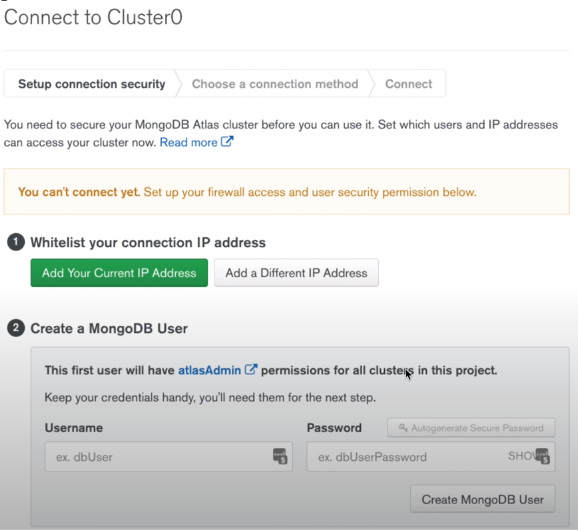 Connect to Cluster0
Setup connection security
Choose a connection method
Connect
You need to secure your MongoDB Atlas cluster before you can use it. Set which users and IP addresses
can access your cluster now. Read more
You can't connect yet. Set up your firewall access and user security permission below.
1 Whitelist your connection IP address
Add Your Current IP Address
Add a Different IP Address
2 Create a MongoDB User
This first user will have atlasAdmin permissions for all clusters in this project.
Keep your credentials handy, you'll need them for the next step.
Username
Password
Autogenerate Secure Password
ex. dbUser
ex. dbUserPassword
Create MongoDB User